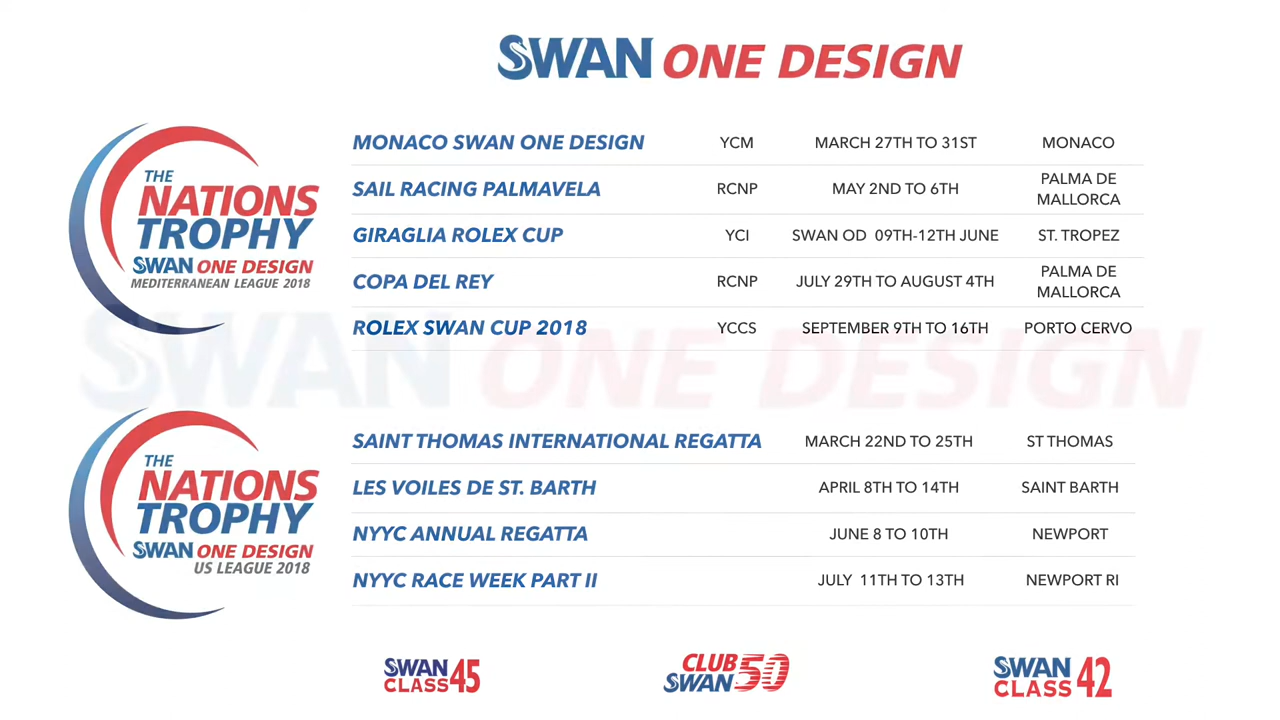 SWAN ONE DESIGN
THE
NATIONS
TROPHY
SWAN ONE DESIGN
MEDITERRANEAN LEAGUE 2018
MONACO SWAN ONE DESIGN YCM MARCH 27TH TO 31ST MONACO
SAIL RACING PALMAVELA RCNP MAY 2ND TO 6TH PALMA DE
MALLORCA
GIRAGLIA ROLEX CUP YCI SWAN OD 09TH-12TH JUNE ST. TROPEZ
COPA DEL REY RCNP JULY 29TH TO AUGUST 4TH PALMA DE
MALLORCA
ROLEX SWAN CUP 2018 YCCS SEPTEMBER 9TH TO 16TH PORTO CERVO
SWAN ONE DESIGN
THE
NATIONS
TROPHY
SWAN ONE DESIGN
US LEAGUE 2018
SAINT THOMAS INTERNATIONAL REGATTA MARCH 22ND TO 25TH ST THOMAS
LES VOILES DE ST. BARTH APRIL 8TH TO 14TH SAINT BARTH
NYYC ANNUAL REGATTA JUNE 8 TO 10TH NEWPORT
NYYC RACE WEEK PART II JULY 11TH TO 13TH NEWPORT RI
SWAN
CLASS 45
CLUB
SWAN 50
SWAN
CLASS 42